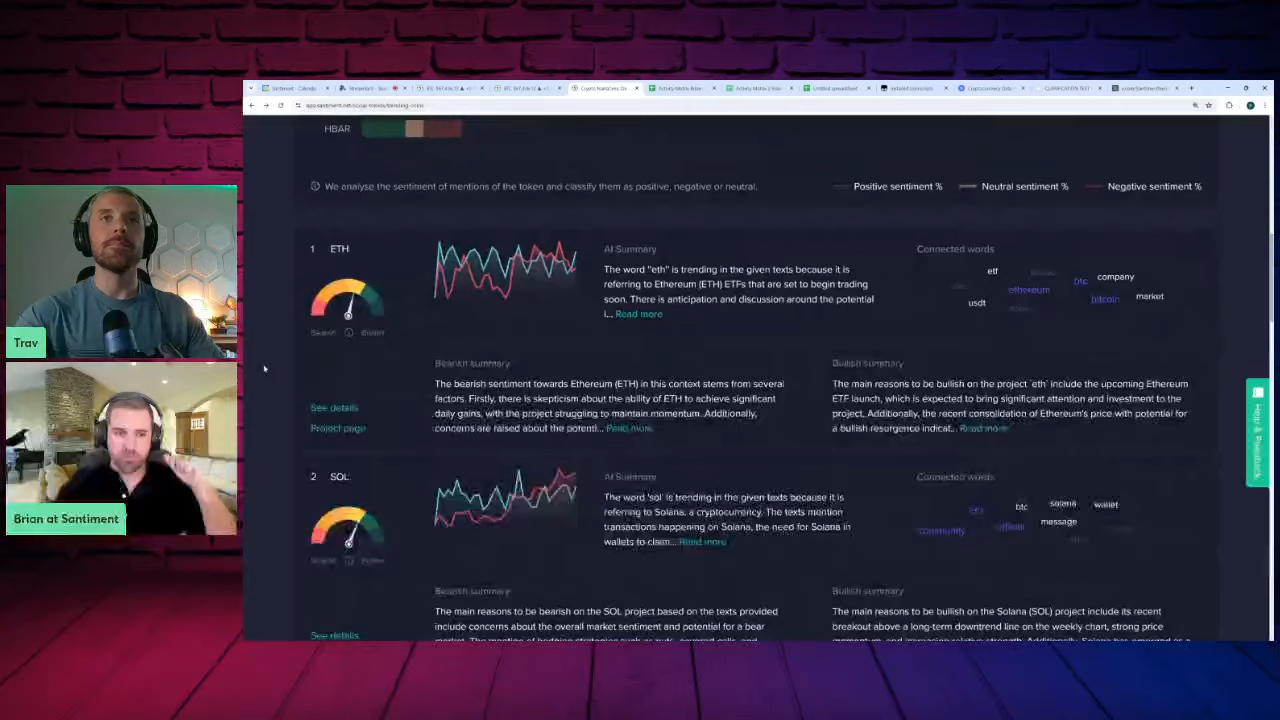 app.santiment.net/social-trends/trending-coins
HBAR
We analyse the sentiment of mentions of the token and classify them as positive, negative or neutral.
Positive sentiment %
Neutral sentiment %
Negative sentiment %
1 ETH
AI Summary
The word "eth" is trending in the given texts because it is
referring to Ethereum (ETH) ETFs that are set to begin trading
soon. There is anticipation and discussion around the potential
i... Read more
Connected words
etf
btc
company
ethereum
usdt
bitcoin
market
See details
Project page
Bearish summary
The bearish sentiment towards Ethereum (ETH) in this context stems from several
factors. Firstly, there is skepticism about the ability of ETH to achieve significant
daily gains, with the project struggling to maintain momentum. Additionally,
concerns are raised about the potenti... Read more
Bullish summary
The main reasons to be bullish on the project `eth` include the upcoming Ethereum
ETF launch, which is expected to bring significant attention and investment to the
project. Additionally, the recent consolidation of Ethereum's price with potential for
a bullish resurgence indicat... Read more
2 SOL
AI Summary
The word 'sol' is trending in the given texts because it is
referring to Solana, a cryptocurrency. The texts mention
transactions happening on Solana, the need for Solana in
wallets to claim... Read more
Connected words
btc
solana
wallet
message
community
See details
Bearish summary
The main reasons to be bearish on the SOL project based on the texts provided
include concerns about the overall market sentiment and potential for a bear
Bullish summary
The main reasons to be bullish on the Solana (SOL) project include its recent
breakout above a long-term downtrend line on the weekly chart, strong price
Help & Feedback
Trav
Brian at Santiment